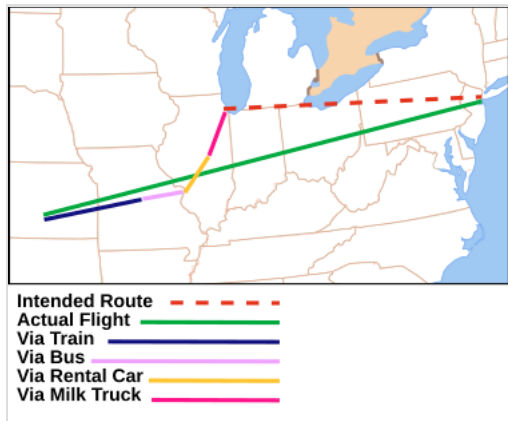 Intended Route
Actual Flight
Via Train
Via Bus
Via Rental Car
Via Milk Truck